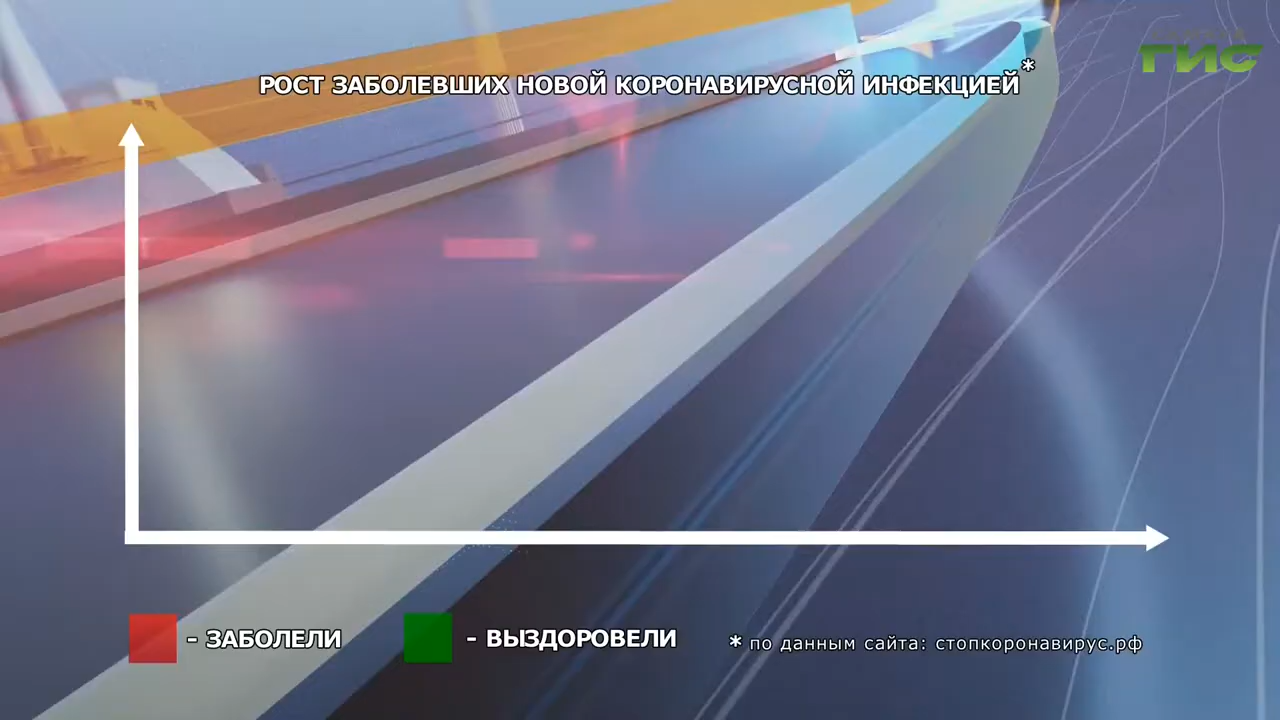 РОСТ ЗАБОЛЕВШИХ НОВОЙ КОРОНАВИРУСНОЙ ИНФЕКЦИЕЙ*
ГИС
- ЗАБОЛЕЛИ
- ВЫЗДОРОВЕЛИ
* по данным сайта: стопкоронавирус.рф